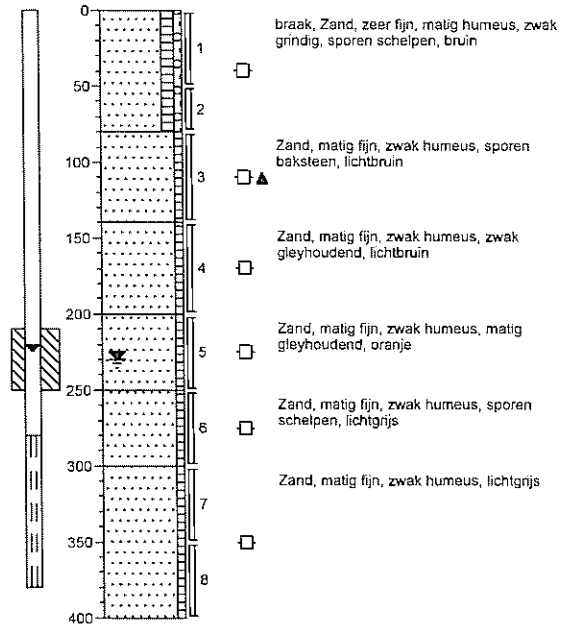 0
braak, Zand, zeer fijn, matig humeus, zwak
grindig, sporen schelpen, bruin
1
50
2
Zand, matig fijn, zwak humeus, sporen
baksteen, lichtbruin
100
3
150
Zand, matig fijn, zwak humeus, zwak
gleyhoudend, lichtbruin
4
200
Zand, matig fijn, zwak humeus, matig
gleyhoudend, oranje
5
250
Zand, matig fijn, zwak humeus, sporen
schelpen, lichtgrijs
6
300
Zand, matig fijn, zwak humeus, lichtgrijs
7
350
8
400